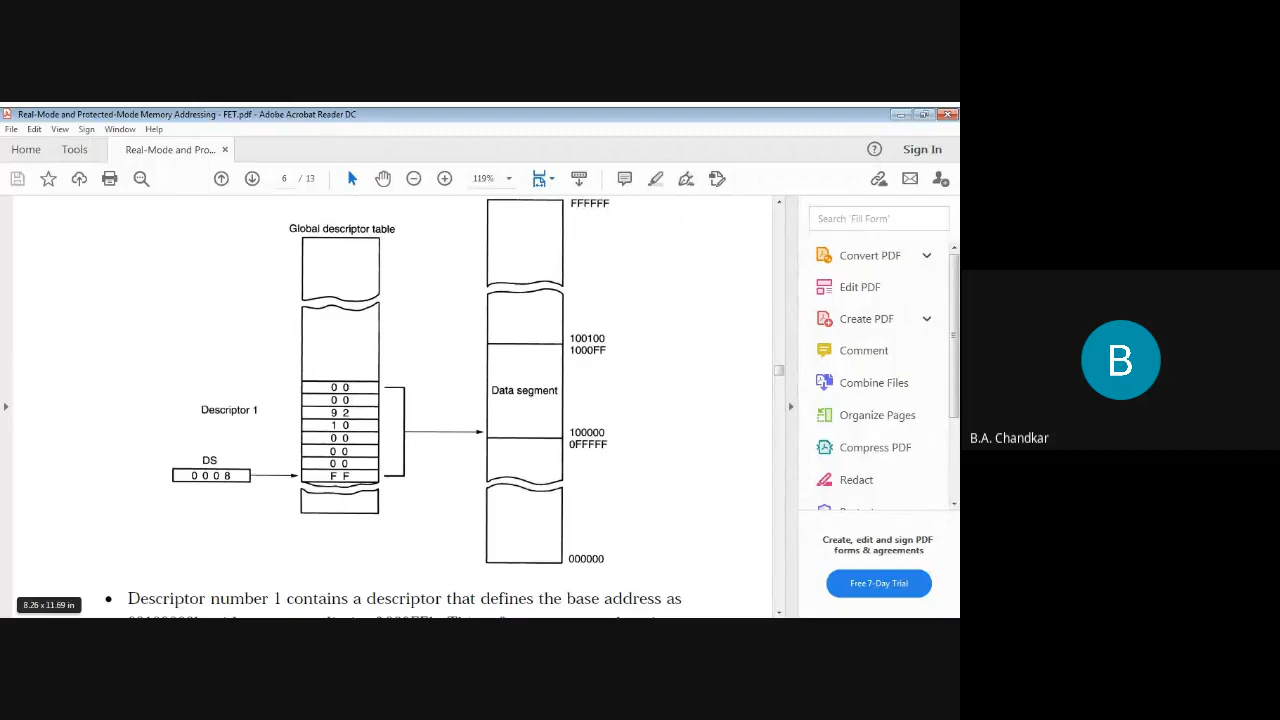 Real-Mode and Protected-Mode Memory Addressing - FET.pdf - Adobe Acrobat Reader DC
File Edit View Sign Window Help
Home Tools Real-Mode and Pro... × Sign In
6 / 13 119%
Global descriptor table
FFFFFF
100100
1000FF
Data segment
100000
0FFFFF
000000
Descriptor 1
0 0
0 0
9 2
1 0
0 0
0 0
0 0
F F
DS
0 0 0 8
• Descriptor number 1 contains a descriptor that defines the base address as
8.26 x 11.69 in
Search 'Fill Form'
Convert PDF
Edit PDF
Create PDF
Comment
Combine Files
Organize Pages
Compress PDF
Redact
Create, edit and sign PDF
forms & agreements
Free 7-Day Trial
B
B.A. Chandkar